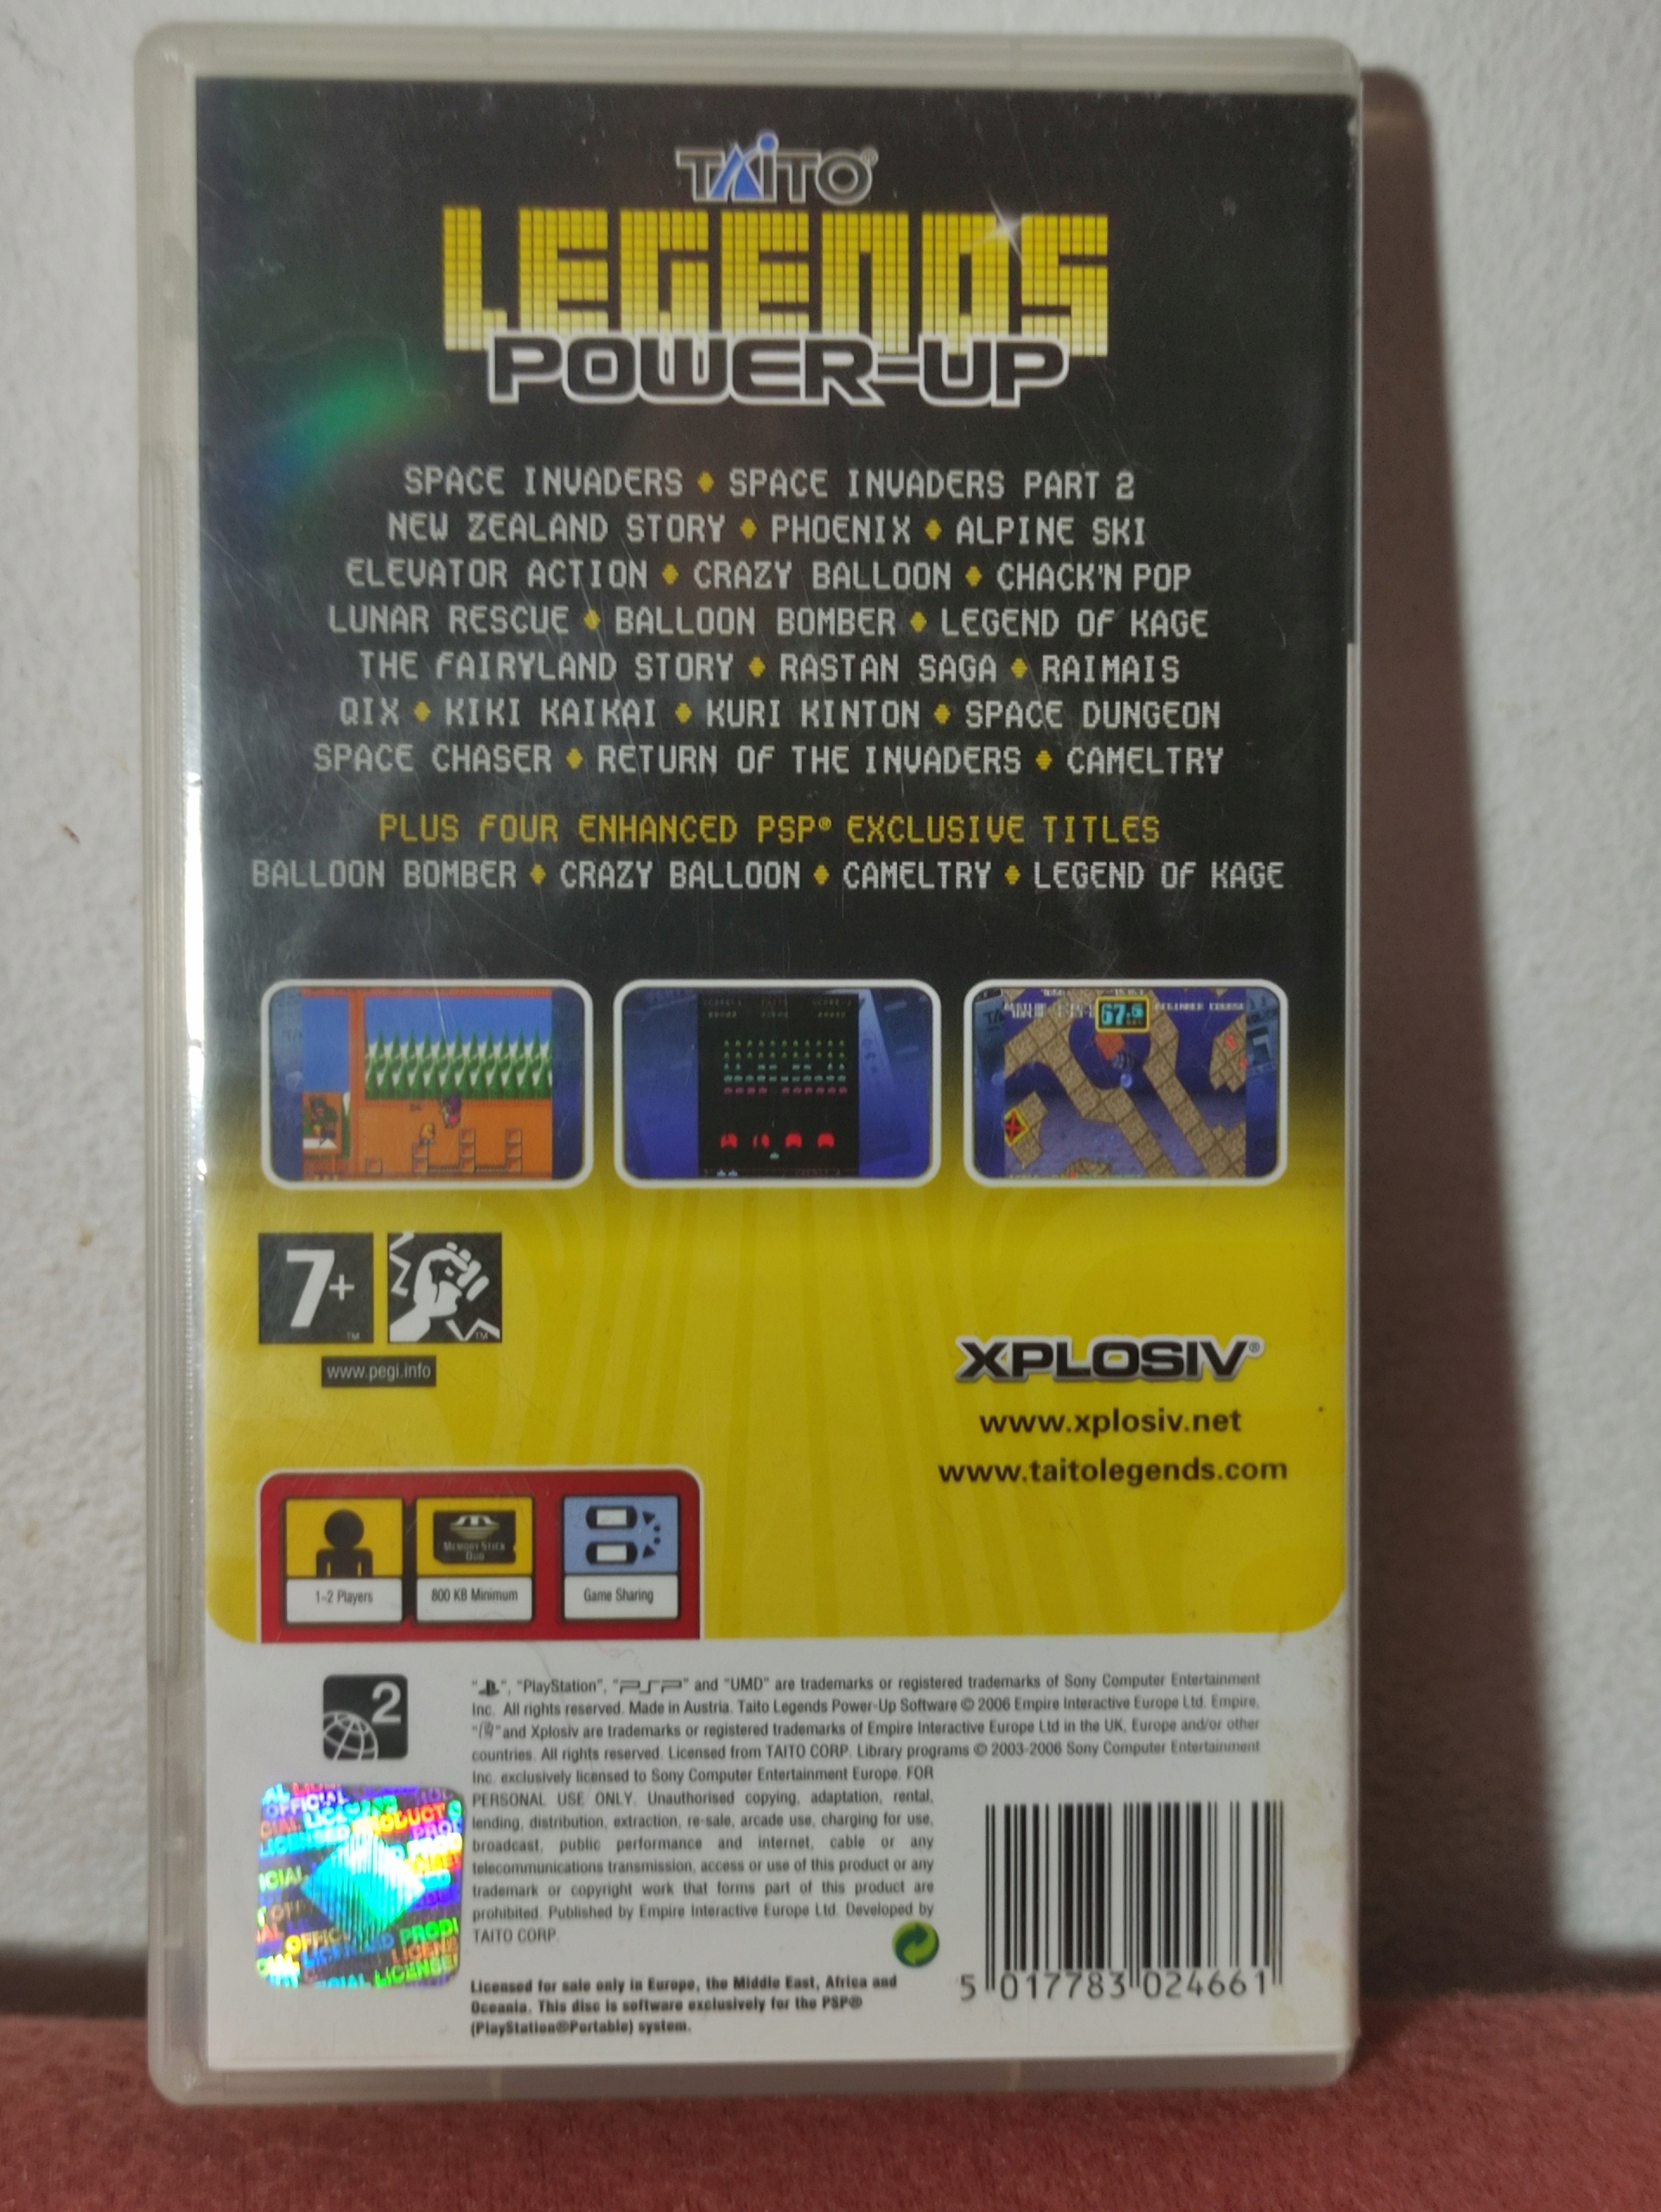 TAITO®
LEGENDS
POWER-UP
SPACE INVADERS ♦ SPACE INVADERS PART 2
NEW ZEALAND STORY ♦ PHOENIX ♦ ALPINE SKI
ELEVATOR ACTION ♦ CRAZY BALLOON ♦ CHACK'N POP
LUNAR RESCUE ♦ BALLOON BOMBER ♦ LEGEND OF KAGE
THE FAIRYLAND STORY ♦ RASTAN SAGA ♦ RAIMAIS
QIX ♦ KIKI KAIKAI ♦ KURI KINTON ♦ SPACE DUNGEON
SPACE CHASER ♦ RETURN OF THE INVADERS ♦ CAMELTRY
PLUS FOUR ENHANCED PSP® EXCLUSIVE TITLES
BALLOON BOMBER ♦ CRAZY BALLOON ♦ CAMELTRY ♦ LEGEND OF KAGE
67.6
7+ ™
™
www.pegi.info
XPLOSIV®
www.xplosiv.net
www.taitolegends.com
MEMORY STICK
DUO
1-2 Players
800 KB Minimum
Game Sharing
2
"PlayStation", "PSP" and "UMD" are trademarks or registered trademarks of Sony Computer Entertainment
Inc. All rights reserved. Made in Austria. Taito Legends Power-Up Software © 2006 Empire Interactive Europe Ltd. Empire,
" "and Xplosiv are trademarks or registered trademarks of Empire Interactive Europe Ltd in the UK, Europe and/or other
countries. All rights reserved. Licensed from TAITO CORP. Library programs © 2003-2006 Sony Computer Entertainment
Inc. exclusively licensed to Sony Computer Entertainment Europe. FOR
PERSONAL USE ONLY. Unauthorised copying, adaptation, rental,
lending, distribution, extraction, re-sale, arcade use, charging for use,
broadcast, public performance and internet, cable or any
telecommunications transmission, access or use of this product or any
trademark or copyright work that forms part of this product are
prohibited. Published by Empire Interactive Europe Ltd. Developed by
TAITO CORP.
Licensed for sale only in Europe, the Middle East, Africa and
Oceania. This disc is software exclusively for the PSP®
(PlayStation®Portable) system.
OFFICIAL
LICENSED PRODUCT
5 017783 024661